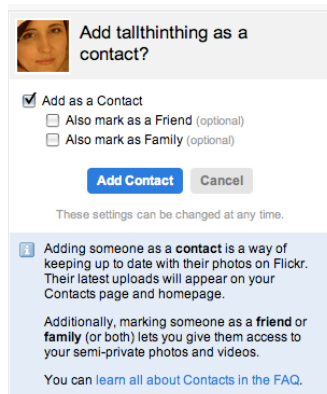 Add tallthinthing as a
contact?
Add as a Contact
Also mark as a Friend (optional)
Also mark as Family (optional)
Add Contact Cancel
These settings can be changed at any time.
Adding someone as a contact is a way of
keeping up to date with their photos on Flickr.
Their latest uploads will appear on your
Contacts page and homepage.
Additionally, marking someone as a friend or
family (or both) lets you give them access to
your semi-private photos and videos.
You can learn all about Contacts in the FAQ.